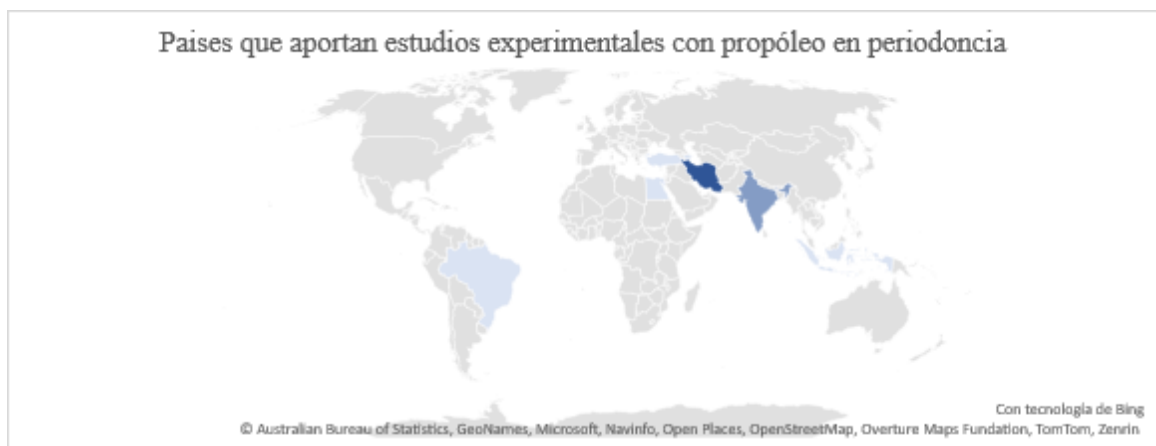 Paises que aportan estudios experimentales con propóleo en periodoncia
Con tecnología de Bing
© Australian Bureau of Statistics, GeoNames, Microsoft, Navinfo, Open Places, OpenStreetMap, Overture Maps Fundation, TomTom, Zenrin